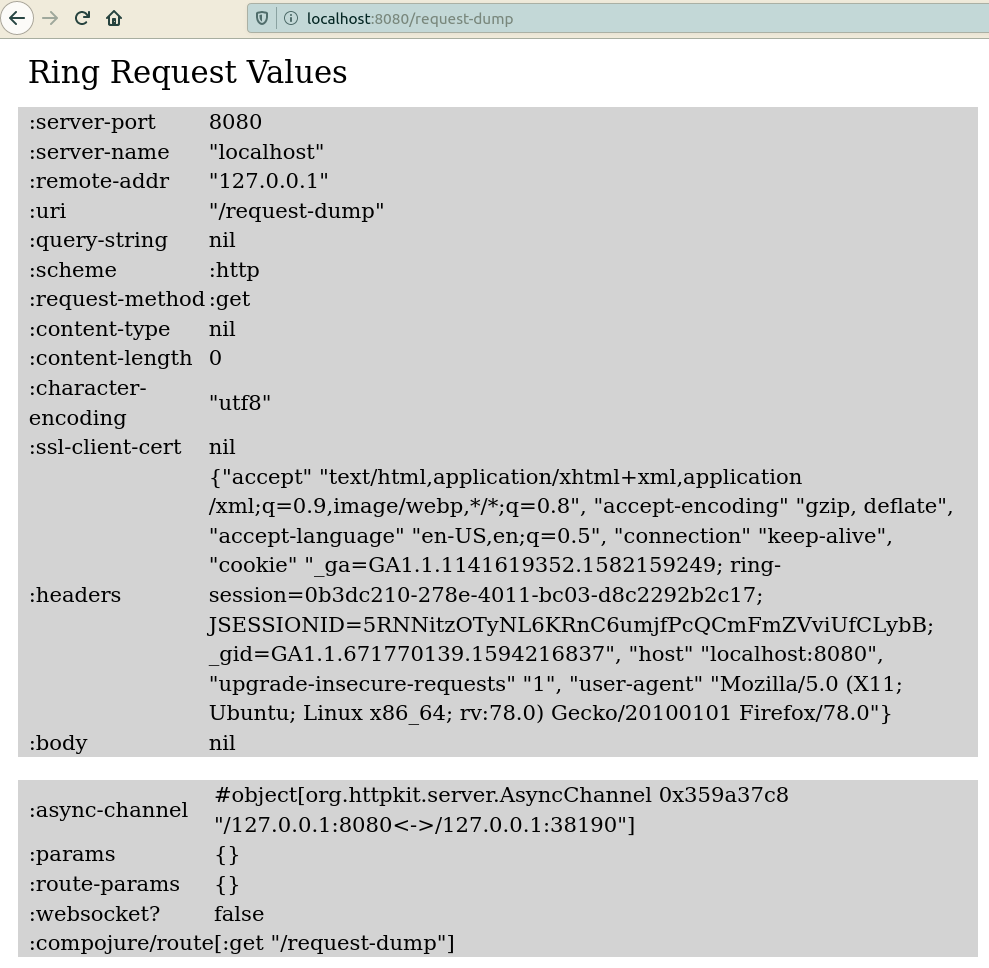 localhost:8080/request-dump
Ring Request Values
:server-port 8080
:server-name "localhost"
:remote-addr "127.0.0.1"
:uri "/request-dump"
:query-string nil
:scheme :http
:request-method :get
:content-type nil
:content-length 0
:character-
encoding "utf8"
:ssl-client-cert nil
{"accept" "text/html,application/xhtml+xml,application
/xml;q=0.9,image/webp,*/*;q=0.8", "accept-encoding" "gzip, deflate",
"accept-language" "en-US,en;q=0.5", "connection" "keep-alive",
"cookie" "_ga=GA1.1.1141619352.1582159249; ring-
:headers session=0b3dc210-278e-4011-bc03-d8c2292b2c17;
JSESSIONID=5RNNitzOTyNL6KRnC6umjfPcQCmFmZVviUfCLybB;
_gid=GA1.1.671770139.1594216837", "host" "localhost:8080",
"upgrade-insecure-requests" "1", "user-agent" "Mozilla/5.0 (X11;
Ubuntu; Linux x86_64; rv:78.0) Gecko/20100101 Firefox/78.0"}
:body nil
:async-channel #object[org.httpkit.server.AsyncChannel 0x359a37c8
"/127.0.0.1:8080<->/127.0.0.1:38190"]
:params {}
:route-params {}
:websocket? false
:compojure/route [:get "/request-dump"]